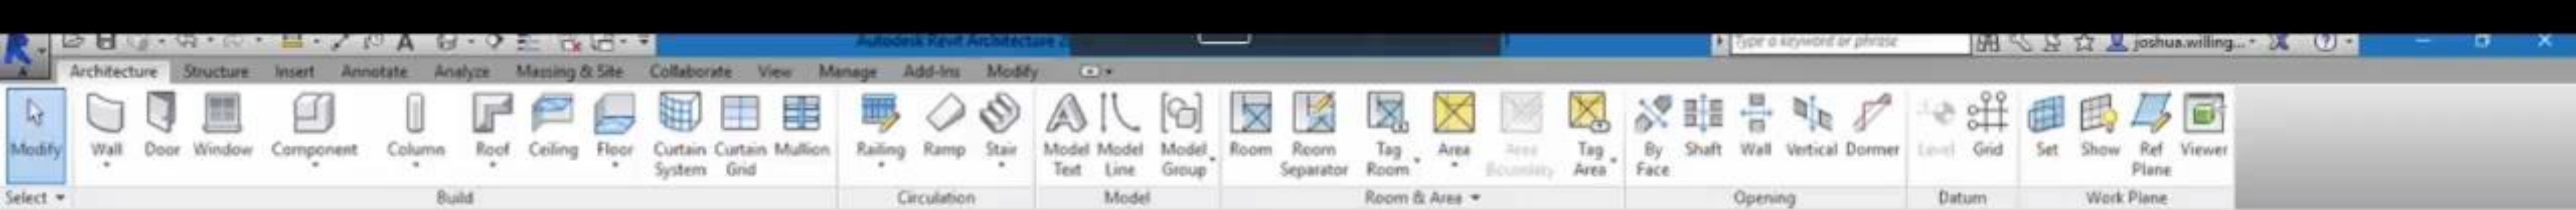 Autodesk Revit Architecture
Type a keyword or phrase
joshua.willing...
Architecture Structure Insert Annotate Analyze Massing & Site Collaborate View Manage Add-Ins Modify
Modify Wall Door Window Component Column Roof Ceiling Floor Curtain System Curtain Grid Mullion Railing Ramp Stair Model Text Model Line Model Group Room Room Separator Tag Room Area Area Boundary Tag Area By Face Shaft Wall Vertical Dormer Level Grid Set Show Ref Plane Viewer
Select Build Circulation Model Room & Area Opening Datum Work Plane